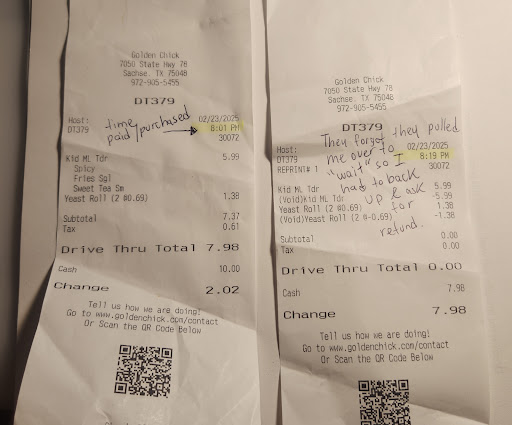 Golden Chick
7050 State Hwy 78
Sachse, TX 75048
972-905-5455
DT379
Host: 02/23/2025
DT379 8:01 PM
30072
time
paid/purchased
Kid ML Tdr 5.99
Spicy
Fries Sgl
Sweet Tea Sm
Yeast Roll (2 @0.69) 1.38
Subtotal 7.37
Tax 0.61
Drive Thru Total 7.98
Cash 10.00
Change 2.02
Tell us how we are doing!
Go to www.goldenchick.com/contact
Or Scan the QR Code Below
Golden Chick
7050 State Hwy 78
Sachse, TX 75048
972-905-5455
DT379
Host: 02/23/2025
DT379 8:19 PM
REPRINT# 1 30072
They forgot they polled
me over to
"wait" so I
had to back
up & ask
for
refund.
Kid ML Tdr 5.99
(Void)Kid ML Tdr -5.99
Yeast Roll (2 @0.69) 1.38
(Void)Yeast Roll (2 @-0.69) -1.38
Subtotal 0.00
Tax 0.00
Drive Thru Total 0.00
Cash 7.98
Change 7.98
Tell us how we are doing!
Go to www.goldenchick.com/contact
Or Scan the QR Code Below